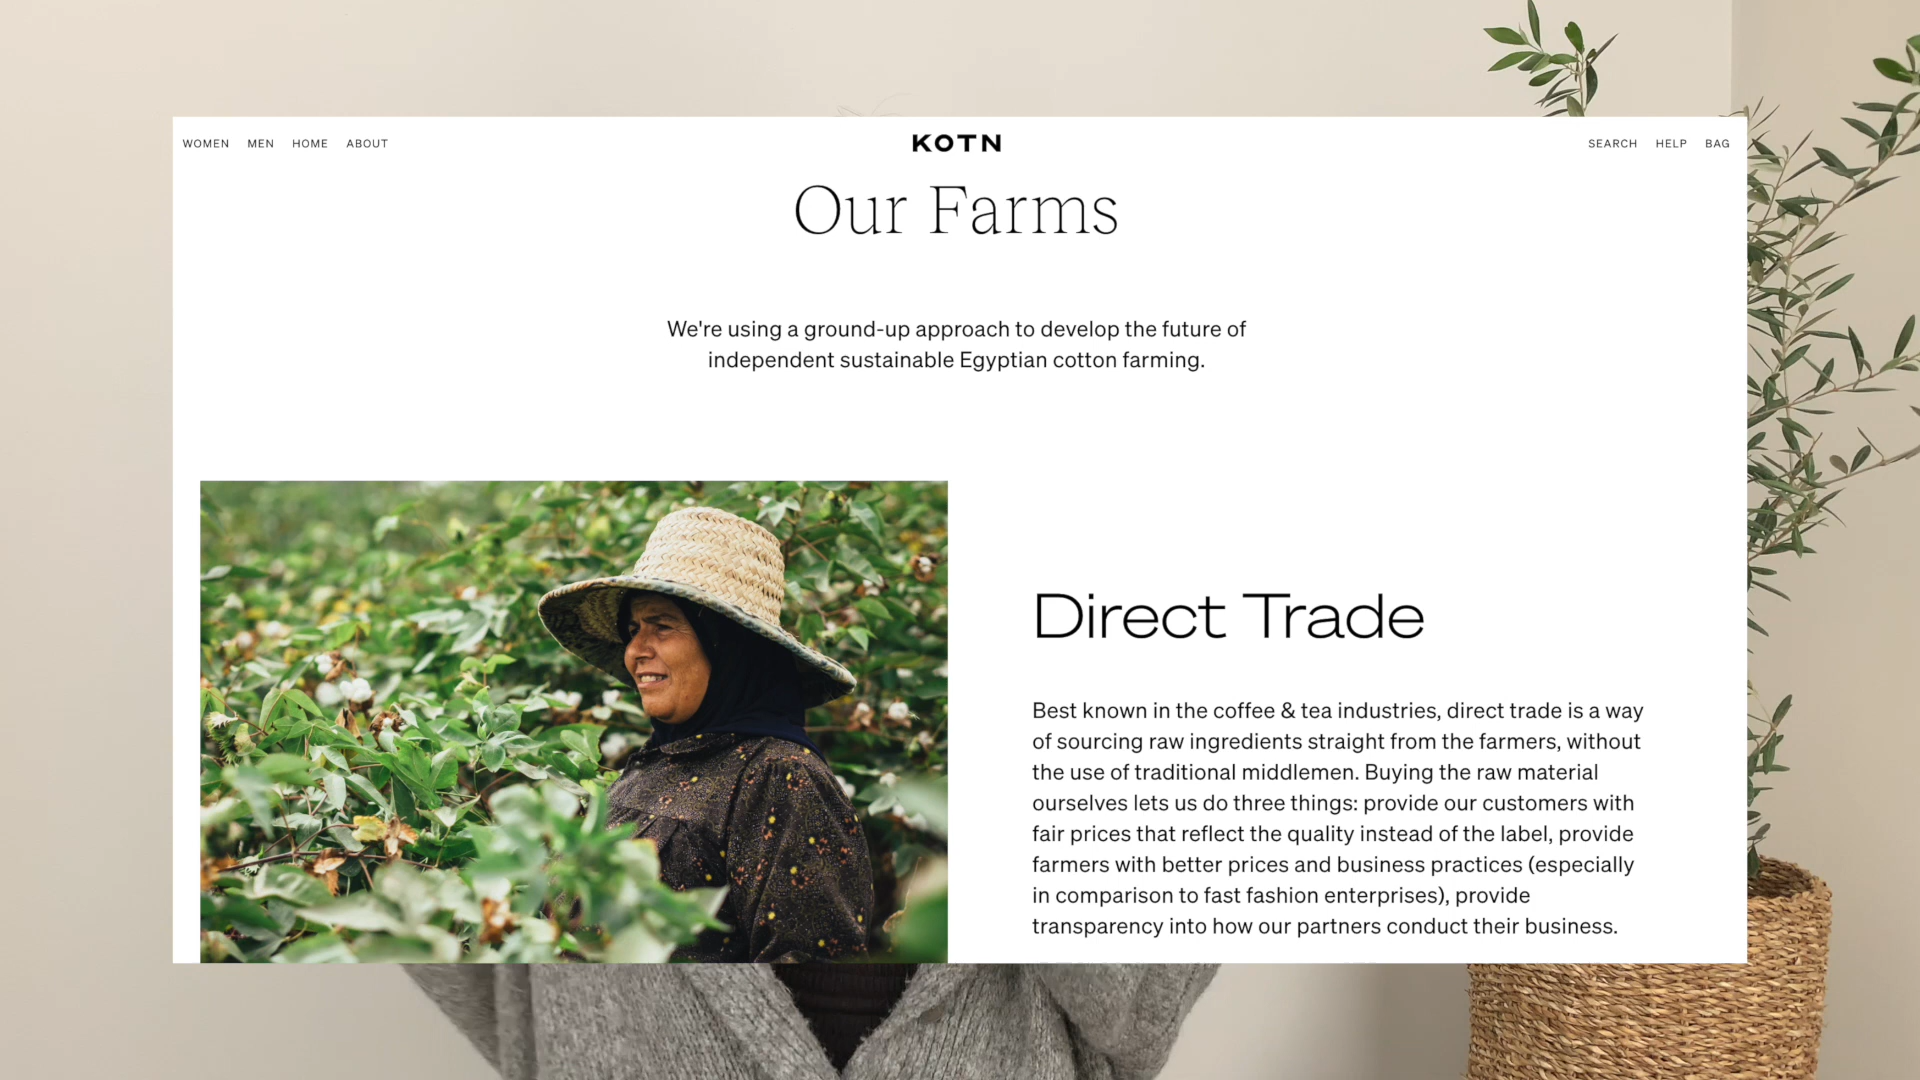 WOMEN MEN HOME ABOUT KOTN SEARCH HELP BAG
Our Farms
We're using a ground-up approach to develop the future of
independent sustainable Egyptian cotton farming.
Direct Trade
Best known in the coffee & tea industries, direct trade is a way
of sourcing raw ingredients straight from the farmers, without
the use of traditional middlemen. Buying the raw material
ourselves lets us do three things: provide our customers with
fair prices that reflect the quality instead of the label, provide
farmers with better prices and business practices (especially
in comparison to fast fashion enterprises), provide
transparency into how our partners conduct their business.